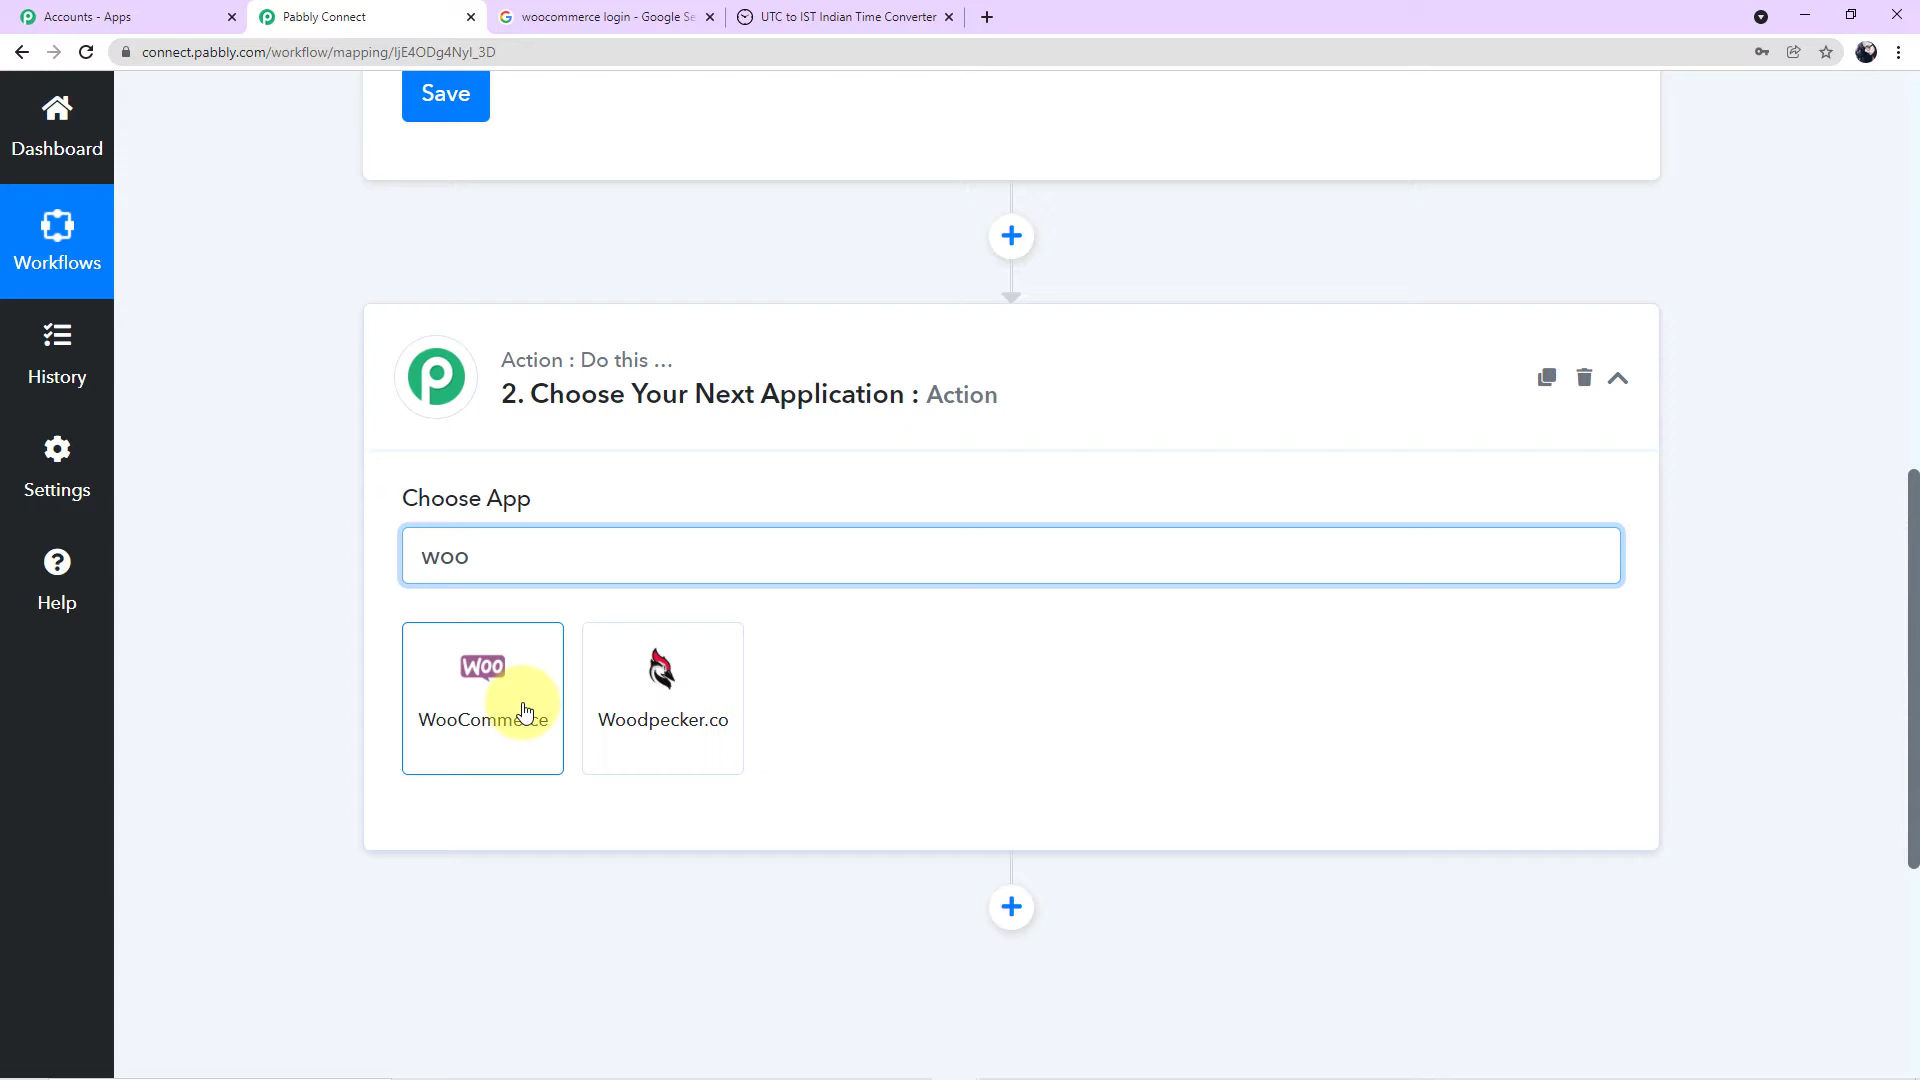 Accounts - Apps
Pabbly Connect
woocommerce login - Google Se
UTC to IST Indian Time Converter
connect.pabbly.com/workflow/mapping/IjE4ODg4NyI_3D
Save
Dashboard
Workflows
History
Settings
Help
Action : Do this ...
2. Choose Your Next Application : Action
Choose App
woo
WOO
WooCommerce
Woodpecker.co